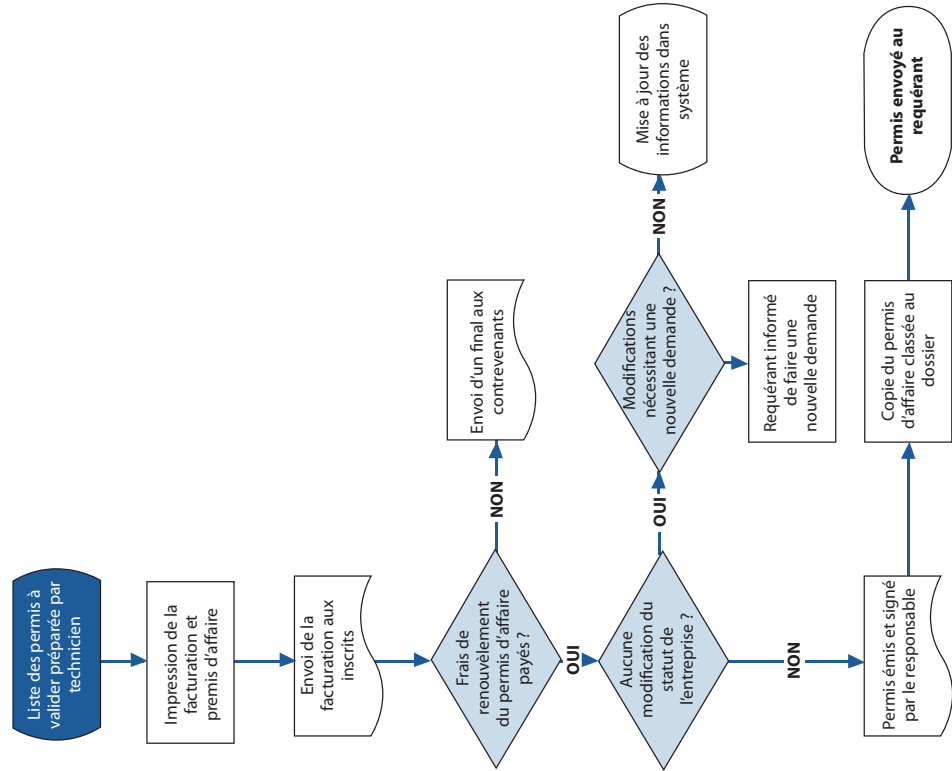 Liste des permis à
valider préparée par
technicien
Impression de la
facturation et
premis d'affaire
Envoi de la
facturation aux
inscrits
Frais de
renouvèlement
du permis d'affaire
payés ?
NON
Envoi d'un final aux
contrevenants
OUI
Aucune
modification du
statut de
l'entreprise ?
OUI
Modifications
nécessitant une
nouvelle demande ?
NON
Mise à jour des
informations dans
système
Requérant informé
de faire une
nouvelle demande
NON
Permis émis et signé
par le responsable
Copie du permis
d'affaire classée au
dossier
Permis envoyé au
requérant